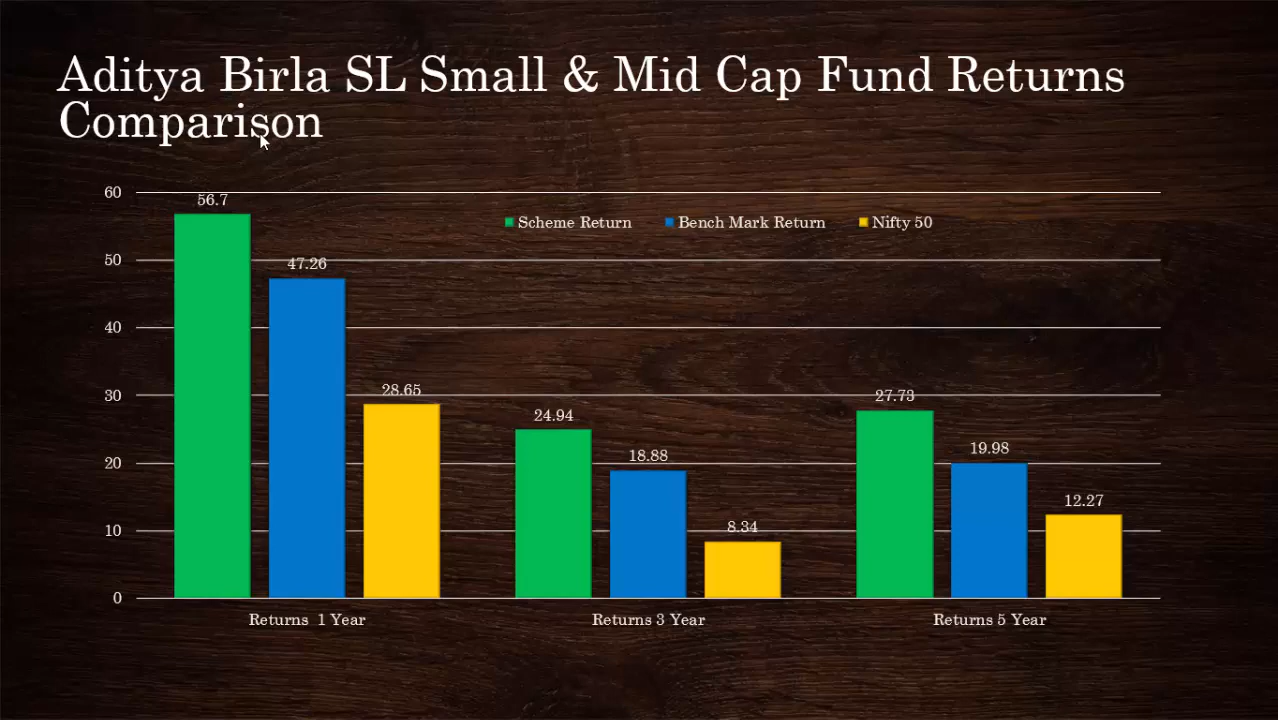 Aditya Birla SL Small & Mid Cap Fund Returns
Comparison
60
50
40
30
20
10
0
Scheme Return
Bench Mark Return
Nifty 50
56.7
47.26
28.65
24.94
18.88
8.34
27.73
19.98
12.27
Returns 1 Year
Returns 3 Year
Returns 5 Year